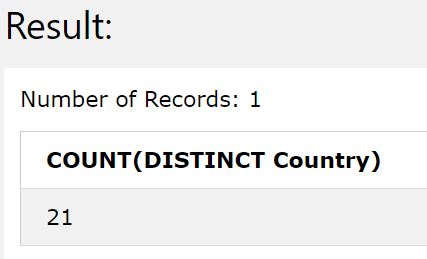 Result:
Number of Records: 1
COUNT(DISTINCT Country)
21